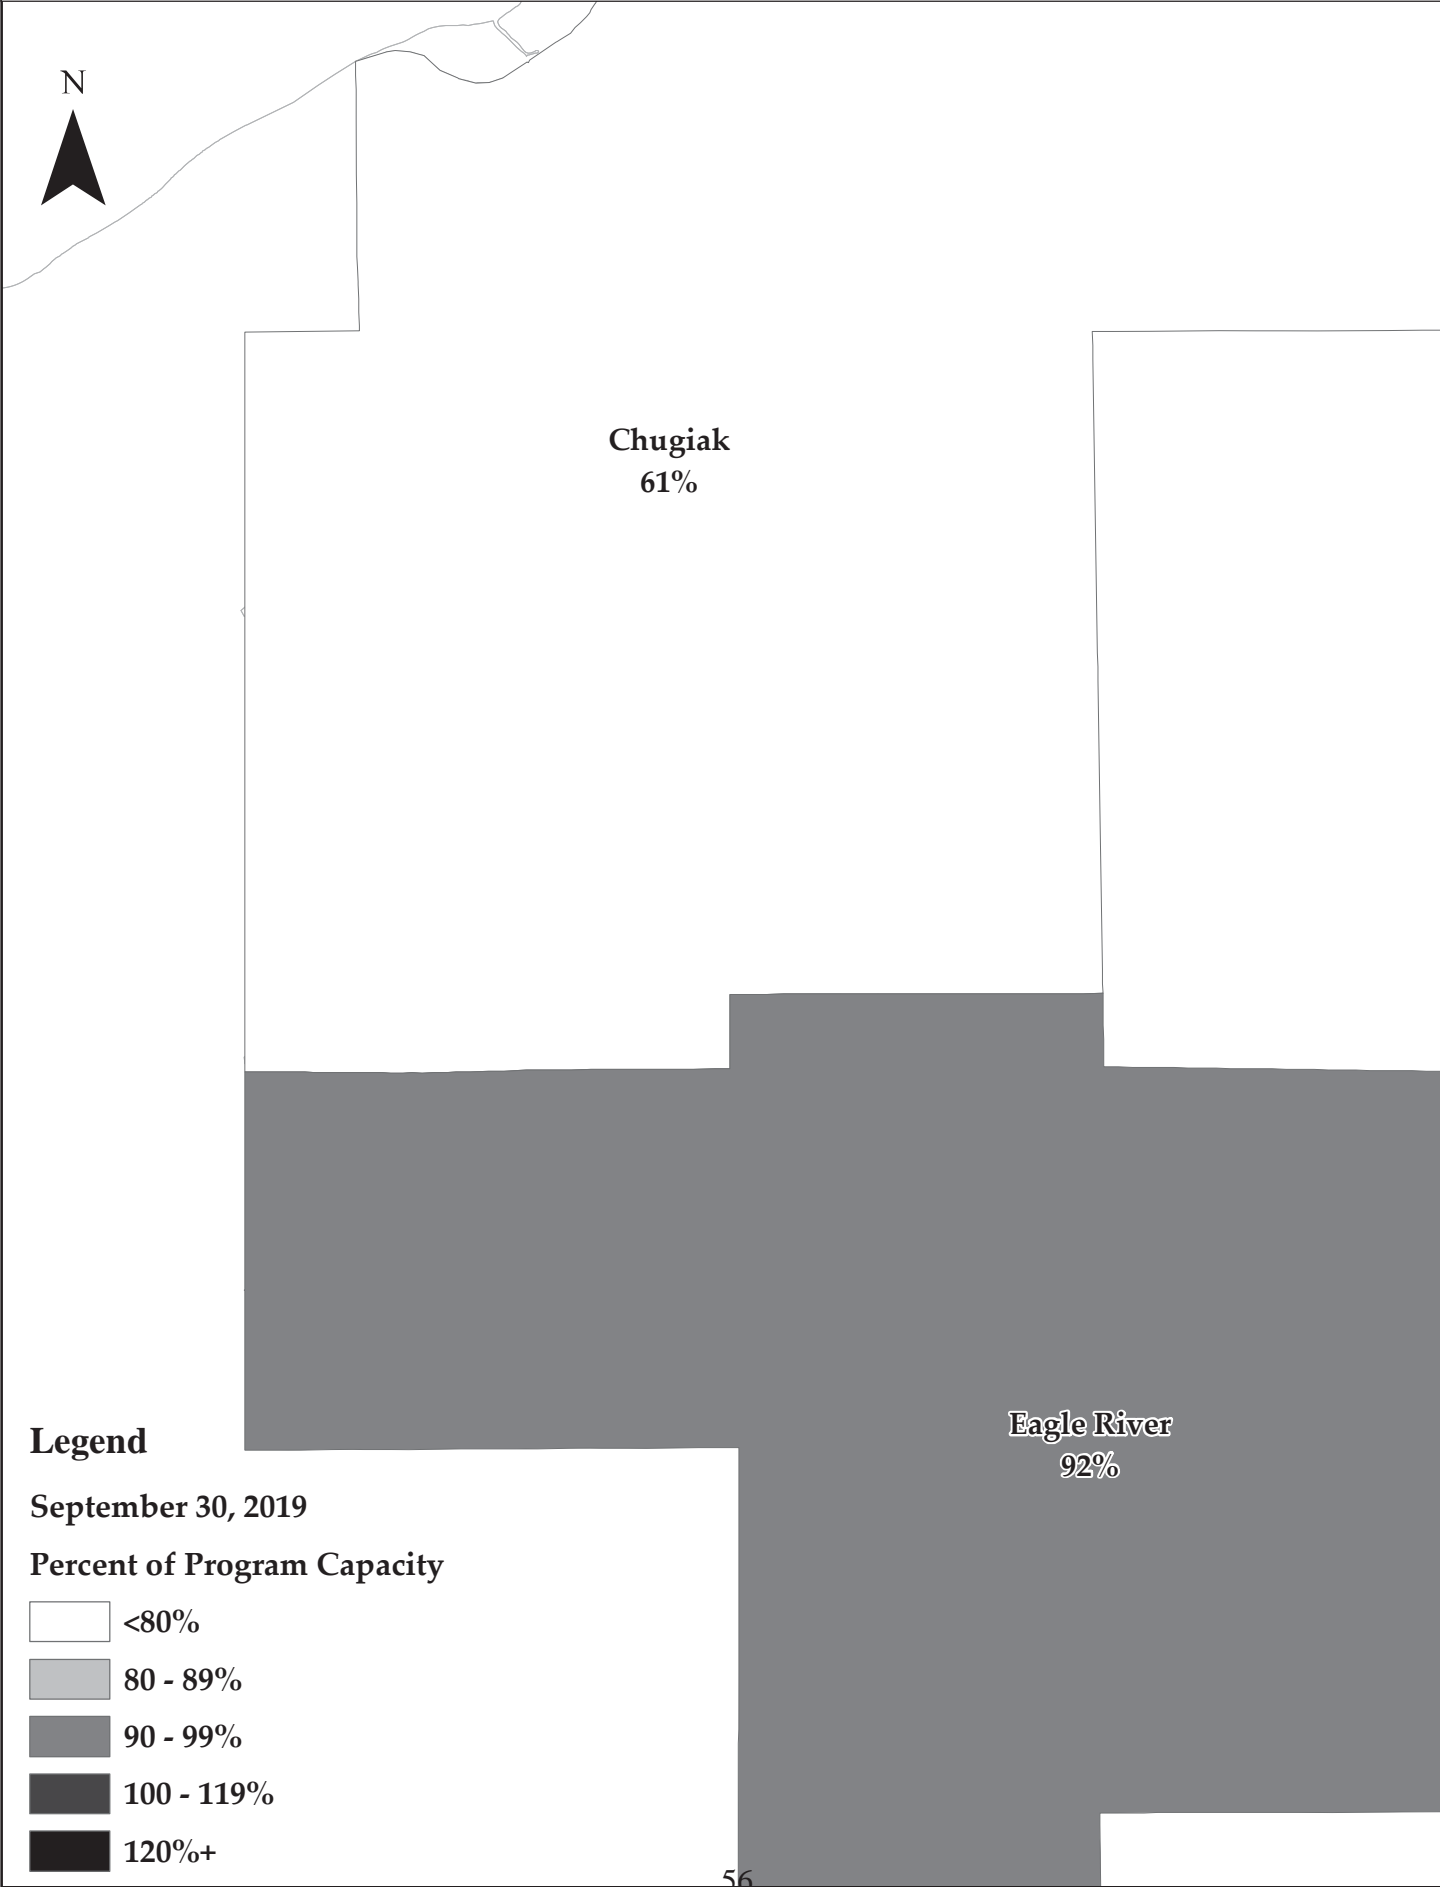 N
Chugiak
61%
Eagle River
92%
Legend
September 30, 2019
Percent of Program Capacity
<80%
80 - 89%
90 - 99%
100 - 119%
120%+
56